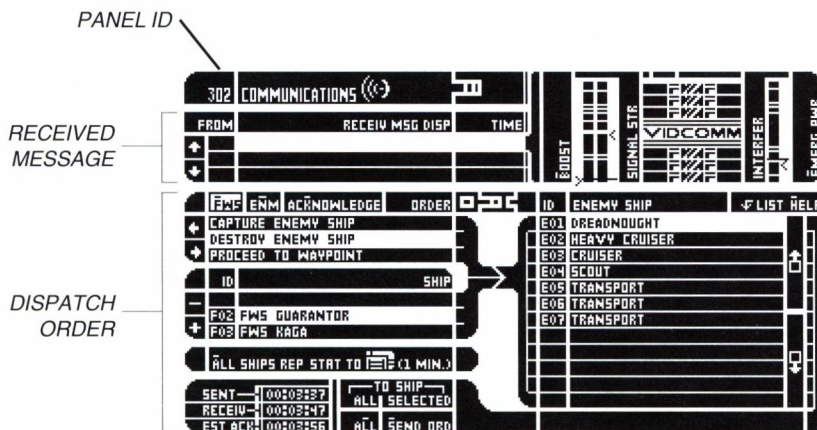 PANEL ID
302 COMMUNICATIONS
RECEIVED MESSAGE
FROM RECEIV MSG DISP TIME
BOOST
SIGNAL STR
VIDCOMM
INTERFER
EMERG PWR
DISPATCH ORDER
FWS ENM ACKNOWLEDGE ORDER
CAPTURE ENEMY SHIP
DESTROY ENEMY SHIP
PROCEED TO WAYPOINT
ID SHIP
F02 FWS GUARANTOR
F03 FWS KAGA
ALL SHIPS REP STAT TO (1 MIN.)
SENT 00:03:37
RECEIV 00:03:47
EST ACK 00:03:56
TO SHIP
ALL SELECTED
ALL SEND ORD
ID ENEMY SHIP LIST HELP
E01 DREADNOUGHT
E02 HEAVY CRUISER
E03 CRUISER
E04 SCOUT
E05 TRANSPORT
E06 TRANSPORT
E07 TRANSPORT